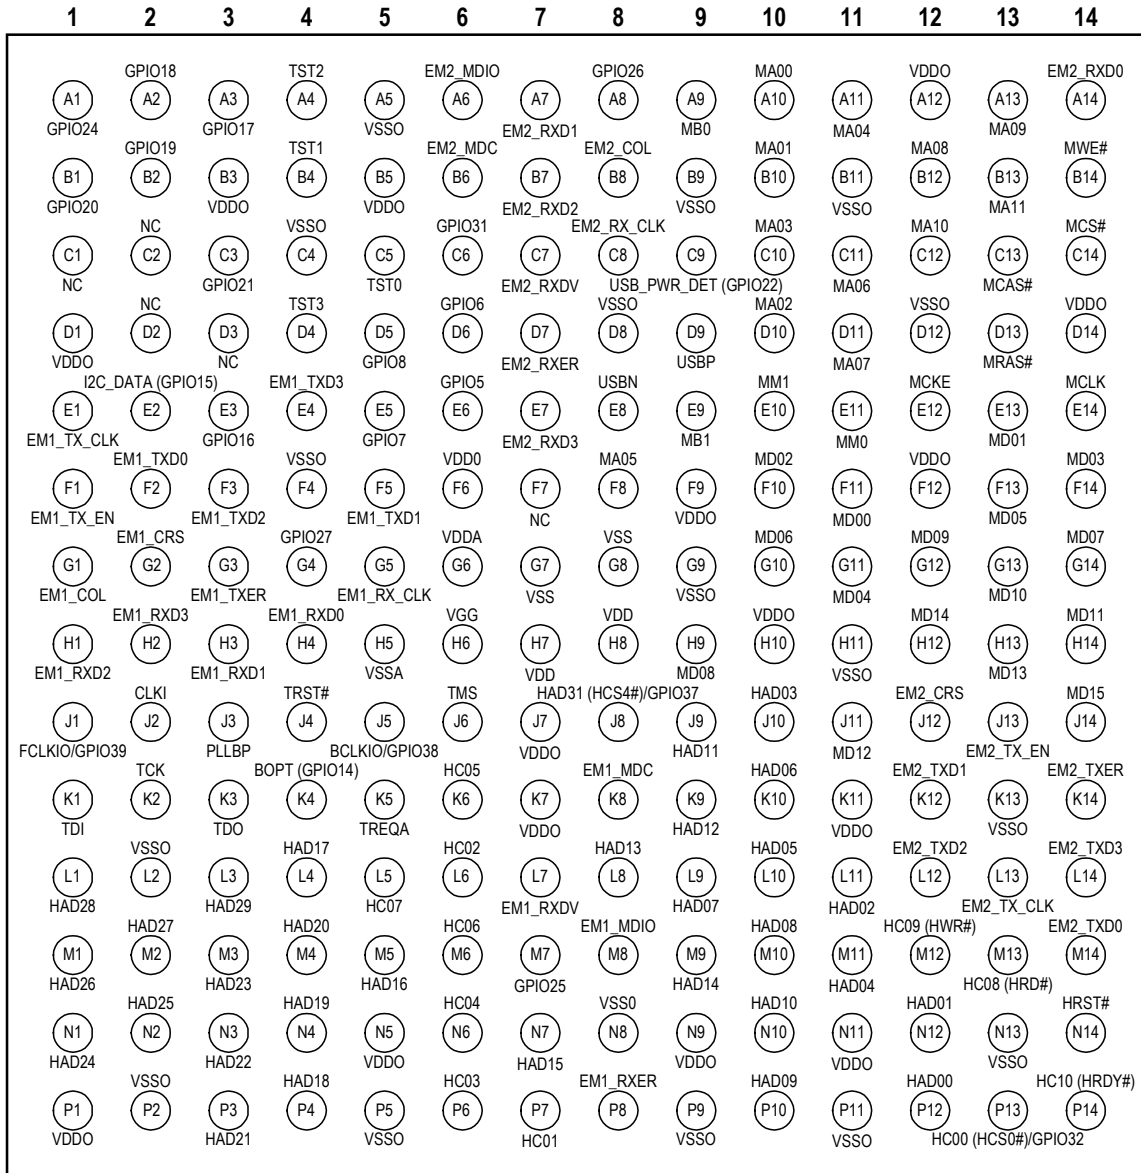 1 2 3 4 5 6 7 8 9 10 11 12 13 14
GPIO18 TST2 EM2_MDIO GPIO26 MA00 VDDO EM2_RXD0
A1 A2 A3 A4 A5 A6 A7 A8 A9 A10 A11 A12 A13 A14
GPIO24 GPIO17 VSSO EM2_RXD1 MB0 MA04 MA09
GPIO19 TST1 EM2_MDC EM2_COL MA01 MA08 MWE#
B1 B2 B3 B4 B5 B6 B7 B8 B9 B10 B11 B12 B13 B14
GPIO20 VDDO VDDO EM2_RXD2 VSSO VSSO MA11
NC VSSO GPIO31 EM2_RX_CLK MA03 MA10 MCS#
C1 C2 C3 C4 C5 C6 C7 C8 C9 C10 C11 C12 C13 C14
NC GPIO21 TST0 EM2_RXDV USB_PWR_DET (GPIO22) MA06 MCAS#
NC TST3 GPIO6 VSSO MA02 VSSO VDDO
D1 D2 D3 D4 D5 D6 D7 D8 D9 D10 D11 D12 D13 D14
VDDO NC GPIO8 EM2_RXER USBP MA07 MRAS#
I2C_DATA (GPIO15) EM1_TXD3 GPIO5 USBN MM1 MCKE MCLK
E1 E2 E3 E4 E5 E6 E7 E8 E9 E10 E11 E12 E13 E14
EM1_TX_CLK GPIO16 GPIO7 EM2_RXD3 MB1 MM0 MD01
EM1_TXD0 VSSO VDD0 MA05 MD02 VDDO MD03
F1 F2 F3 F4 F5 F6 F7 F8 F9 F10 F11 F12 F13 F14
EM1_TX_EN EM1_TXD2 EM1_TXD1 NC VDDO MD00 MD05
EM1_CRS GPIO27 VDDA VSS MD06 MD09 MD07
G1 G2 G3 G4 G5 G6 G7 G8 G9 G10 G11 G12 G13 G14
EM1_COL EM1_TXER EM1_RX_CLK VSS VSSO MD04 MD10
EM1_RXD3 EM1_RXD0 VGG VDD VDDO MD14 MD11
H1 H2 H3 H4 H5 H6 H7 H8 H9 H10 H11 H12 H13 H14
EM1_RXD2 EM1_RXD1 VSSA VDD MD08 VSSO MD13
CLKI TRST# TMS HAD31 (HCS4#)/GPIO37 HAD03 EM2_CRS MD15
J1 J2 J3 J4 J5 J6 J7 J8 J9 J10 J11 J12 J13 J14
FCLKIO/GPIO39 PLLBP BCLKIO/GPIO38 VDDO HAD11 MD12 EM2_TX_EN
TCK BOPT (GPIO14) HC05 EM1_MDC HAD06 EM2_TXD1 EM2_TXER
K1 K2 K3 K4 K5 K6 K7 K8 K9 K10 K11 K12 K13 K14
TDI TDO TREQA VDDO HAD12 VDDO VSSO
VSSO HAD17 HC02 HAD13 HAD05 EM2_TXD2 EM2_TXD3
L1 L2 L3 L4 L5 L6 L7 L8 L9 L10 L11 L12 L13 L14
HAD28 HAD29 HC07 EM1_RXDV HAD07 HAD02 EM2_TX_CLK
HAD27 HAD20 HC06 EM1_MDIO HAD08 HC09 (HWR#) EM2_TXD0
M1 M2 M3 M4 M5 M6 M7 M8 M9 M10 M11 M12 M13 M14
HAD26 HAD23 HAD16 GPIO25 HAD14 HAD04 HC08 (HRD#)
HAD25 HAD19 HC04 VSS0 HAD10 HAD01 HRST#
N1 N2 N3 N4 N5 N6 N7 N8 N9 N10 N11 N12 N13 N14
HAD24 HAD22 VDDO HAD15 VDDO VDDO VSSO
VSSO HAD18 HC03 EM1_RXER HAD09 HAD00 HC10 (HRDY#)
P1 P2 P3 P4 P5 P6 P7 P8 P9 P10 P11 P12 P13 P14
VDDO HAD21 VSSO HC01 VSSO VSSO HC00 (HCS0#)/GPIO32